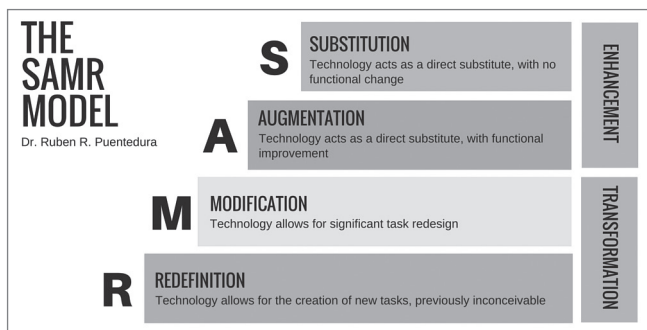 THE
SAMR
MODEL
Dr. Ruben R. Puentedura
S
SUBSTITUTION
Technology acts as a direct substitute, with no
functional change
A
AUGMENTATION
Technology acts as a direct substitute, with functional
improvement
ENHANCEMENT
M
MODIFICATION
Technology allows for significant task redesign
R
REDEFINITION
Technology allows for the creation of new tasks, previously inconceivable
TRANSFORMATION